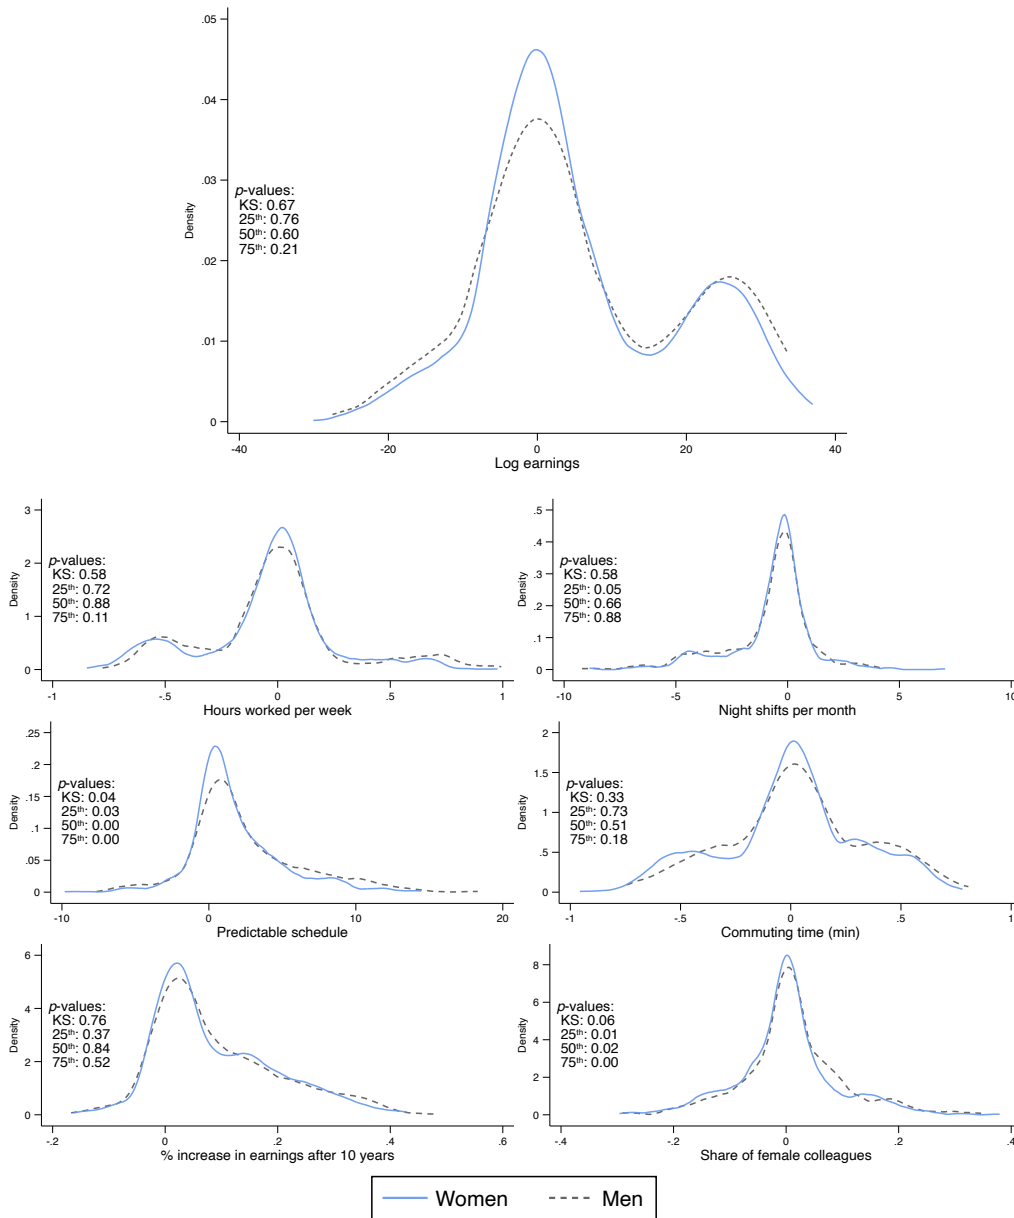 .05
.04
.03
.02
.01
0
Density
p-values:
KS: 0.67
25th: 0.76
50th: 0.60
75th: 0.21
-40
-20
0
20
40
Log earnings
3
2
1
0
Density
p-values:
KS: 0.58
25th: 0.72
50th: 0.88
75th: 0.11
-1
-.5
0
.5
1
Hours worked per week
.5
.4
.3
.2
.1
0
Density
p-values:
KS: 0.58
25th: 0.05
50th: 0.66
75th: 0.88
-10
-5
0
5
10
Night shifts per month
.25
.2
.15
.1
.05
0
Density
p-values:
KS: 0.04
25th: 0.03
50th: 0.00
75th: 0.00
-10
0
10
20
Predictable schedule
2
1.5
1
.5
0
Density
p-values:
KS: 0.33
25th: 0.73
50th: 0.51
75th: 0.18
-1
-.5
0
.5
1
Commuting time (min)
6
4
2
0
Density
p-values:
KS: 0.76
25th: 0.37
50th: 0.84
75th: 0.52
-.2
0
.2
.4
.6
% increase in earnings after 10 years
8
6
4
2
0
Density
p-values:
KS: 0.06
25th: 0.01
50th: 0.02
75th: 0.00
-.4
-.2
0
.2
.4
Share of female colleagues
Women
Men